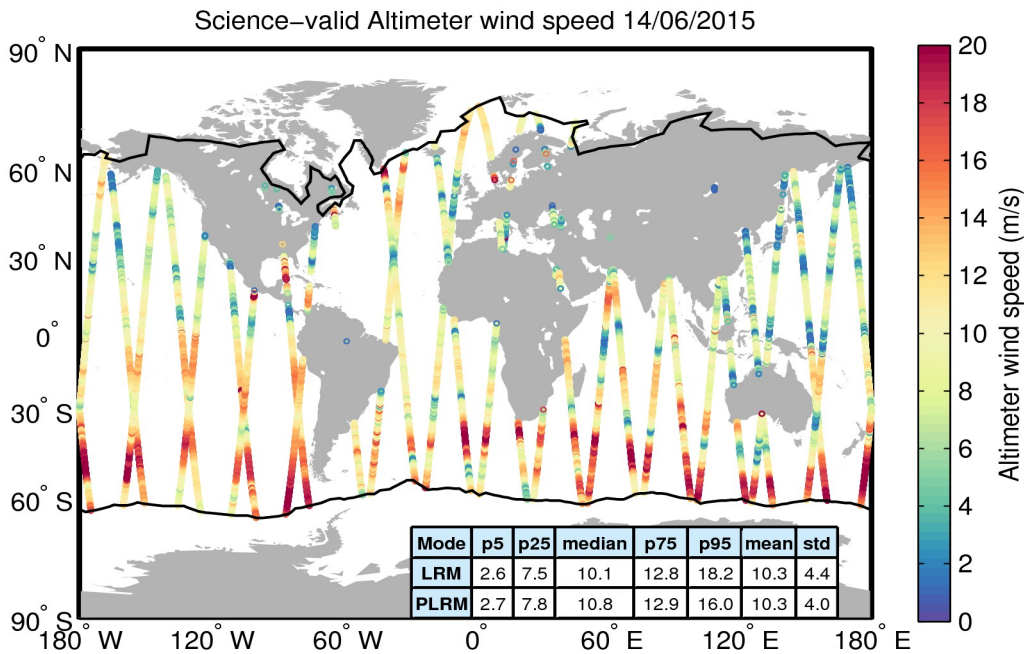 Science−valid Altimeter wind speed 14/06/2015
90° N
60° N
30° N
0°
30° S
60° S
90° S
180° W
120° W
60° W
0°
60° E
120° E
180° E
Mode p5 p25 median p75 p95 mean std
LRM 2.6 7.5 10.1 12.8 18.2 10.3 4.4
PLRM 2.7 7.8 10.8 12.9 16.0 10.3 4.0
20
18
16
14
12
10
8
6
4
2
0
Altimeter wind speed (m/s)